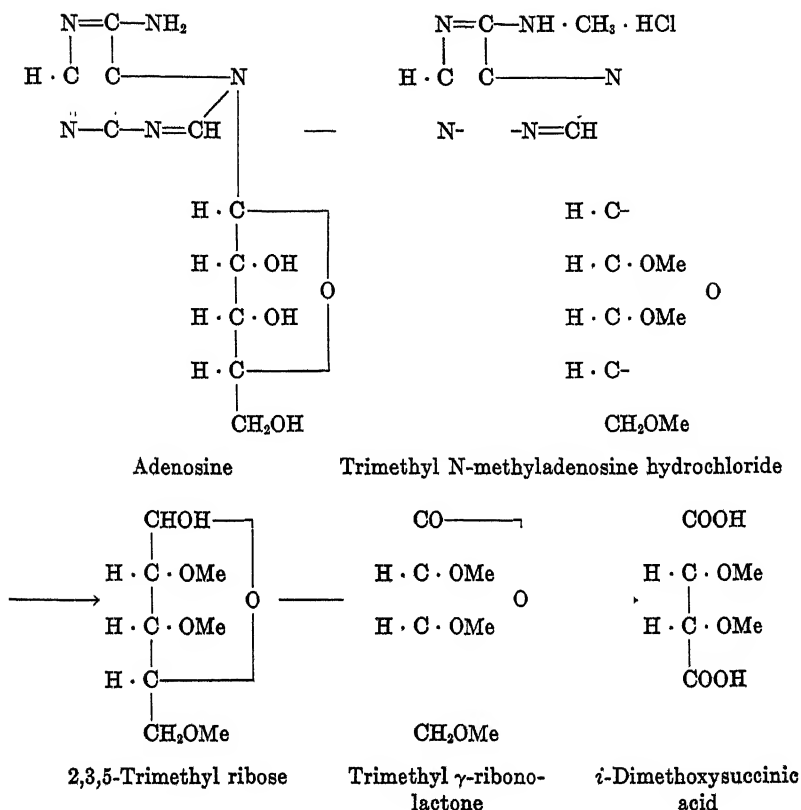 N=C—NH₂ N=C—NH · CH₃ · HCl
H · C C N H · C C N
N—C—N=CH — N- -N=CH
H · C H · C-
H · C · OH H · C · OMe
O O
H · C · OH H · C · OMe
H · C H · C-
CH₂OH CH₂OMe
Adenosine Trimethyl N-methyladenosine hydrochloride
CHOH CO COOH
H · C · OMe H · C · OMe H · C · OMe
O O
H · C · OMe H · C · OMe H · C · OMe
H · C COOH
CH₂OMe CH₂OMe
2,3,5-Trimethyl ribose Trimethyl γ-ribono- i-Dimethoxysuccinic
lactone acid